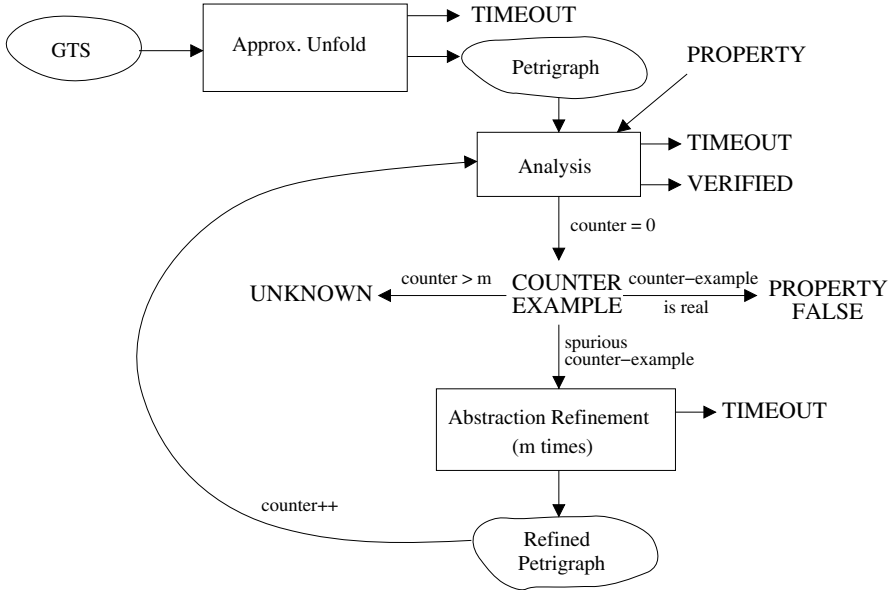 TIMEOUT
GTS
Approx. Unfold
Petrigraph
PROPERTY
TIMEOUT
Analysis
VERIFIED
counter = 0
UNKNOWN
counter > m
COUNTER
EXAMPLE
counter−example
is real
PROPERTY
FALSE
spurious
counter−example
Abstraction Refinement
(m times)
TIMEOUT
counter++
Refined
Petrigraph